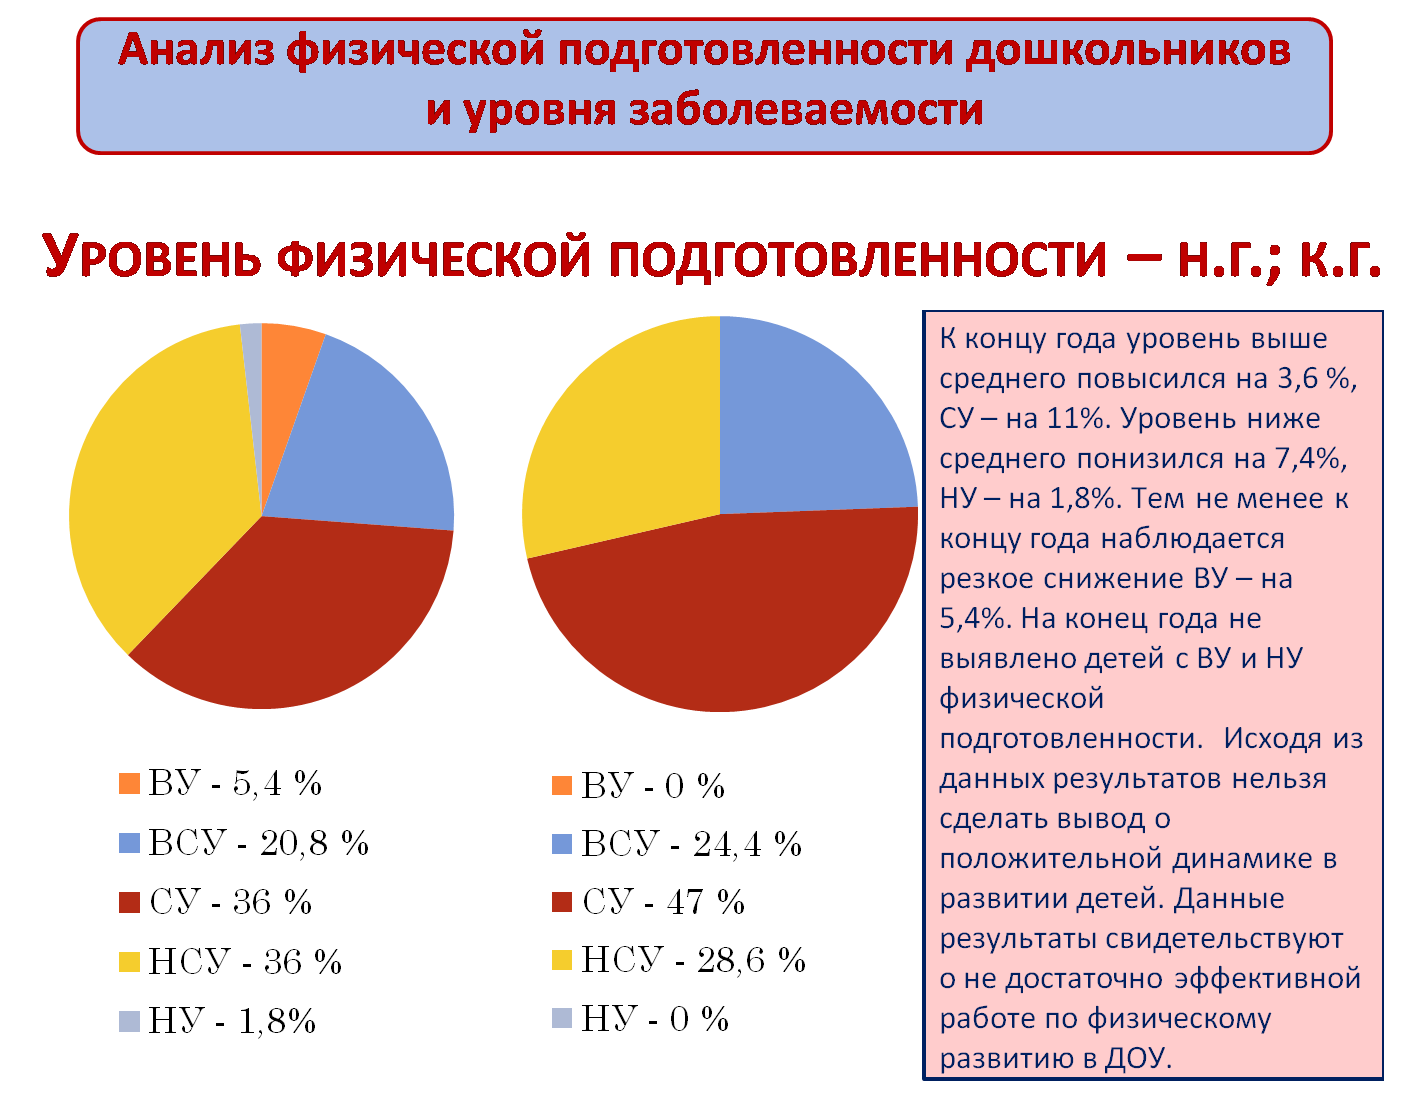 Анализ физической подготовленности дошкольников
и уровня заболеваемости
Уровень физической подготовленности – н.г.; к.г.
ВУ - 5,4 %
ВСУ - 20,8 %
СУ - 36 %
НСУ - 36 %
НУ - 1,8%
ВУ - 0 %
ВСУ - 24,4 %
СУ - 47 %
НСУ - 28,6 %
НУ - 0 %
К концу года уровень выше
среднего повысился на 3,6 %,
СУ – на 11%. Уровень ниже
среднего понизился на 7,4%,
НУ – на 1,8%. Тем не менее к
концу года наблюдается
резкое снижение ВУ – на
5,4%. На конец года не
выявлено детей с ВУ и НУ
физической
подготовленности. Исходя из
данных результатов нельзя
сделать вывод о
положительной динамике в
развитии детей. Данные
результаты свидетельствуют
о не достаточно эффективной
работе по физическому
развитию в ДОУ.